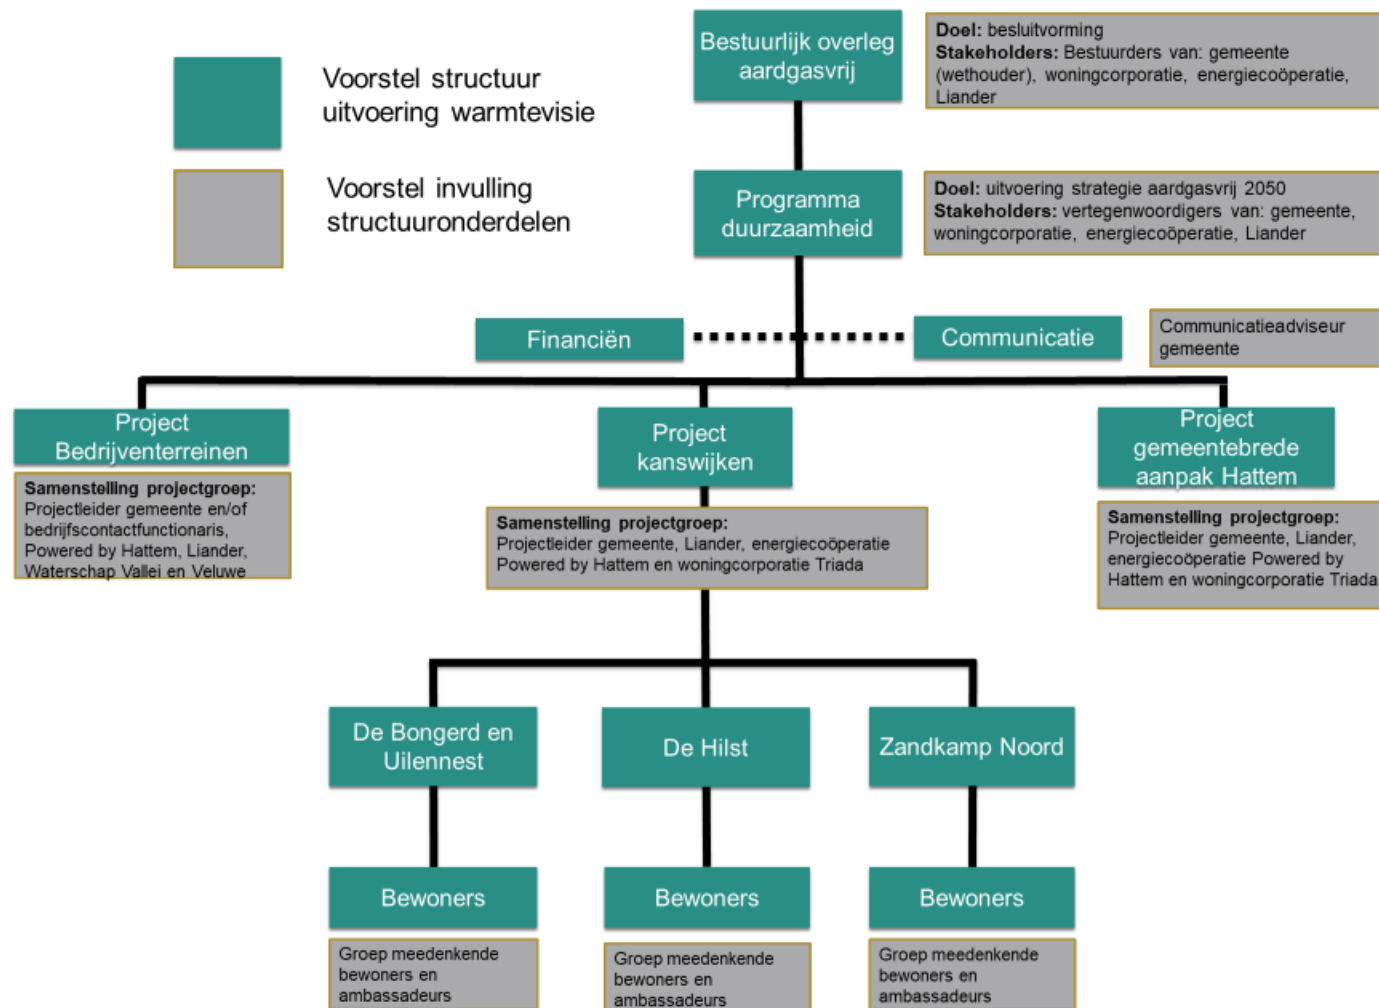 Voorstel structuur
uitvoering warmtevisie
Voorstel invulling
structuuronderdelen
Bestuurlijk overleg
aardgasvrij
Doel: besluitvorming
Stakeholders: Bestuurders van: gemeente
(wethouder), woningcorporatie, energiecoöperatie,
Liander
Programma
duurzaamheid
Doel: uitvoering strategie aardgasvrij 2050
Stakeholders: vertegenwoordigers van: gemeente,
woningcorporatie, energiecoöperatie, Liander
Financiën
Communicatie
Communicatieadviseur
gemeente
Project
Bedrijventerreinen
Samenstelling projectgroep:
Projectleider gemeente en/of
bedrijfscontactfunctionaris,
Powered by Hattem, Liander,
Waterschap Vallei en Veluwe
Project
kanswijken
Samenstelling projectgroep:
Projectleider gemeente, Liander, energiecoöperatie
Powered by Hattem en woningcorporatie Triada
Project
gemeentebrede
aanpak Hattem
Samenstelling projectgroep:
Projectleider gemeente, Liander,
energiecoöperatie Powered by
Hattem en woningcorporatie Triada
De Bongerd en
Uilennest
De Hilst
Zandkamp Noord
Bewoners
Bewoners
Bewoners
Groep meedenkende
bewoners en
ambassadeurs
Groep meedenkende
bewoners en
ambassadeurs
Groep meedenkende
bewoners en
ambassadeurs